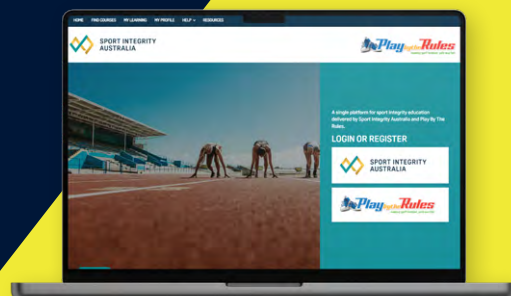 HOME FIND COURSES MY LEARNING MY PROFILE HELP RESOURCES
SPORT INTEGRITY
AUSTRALIA
Play by the Rules
A single platform for sport integrity education
delivered by Sport Integrity Australia and Play By The
Rules.
LOGIN OR REGISTER
SPORT INTEGRITY
AUSTRALIA
Play by the Rules